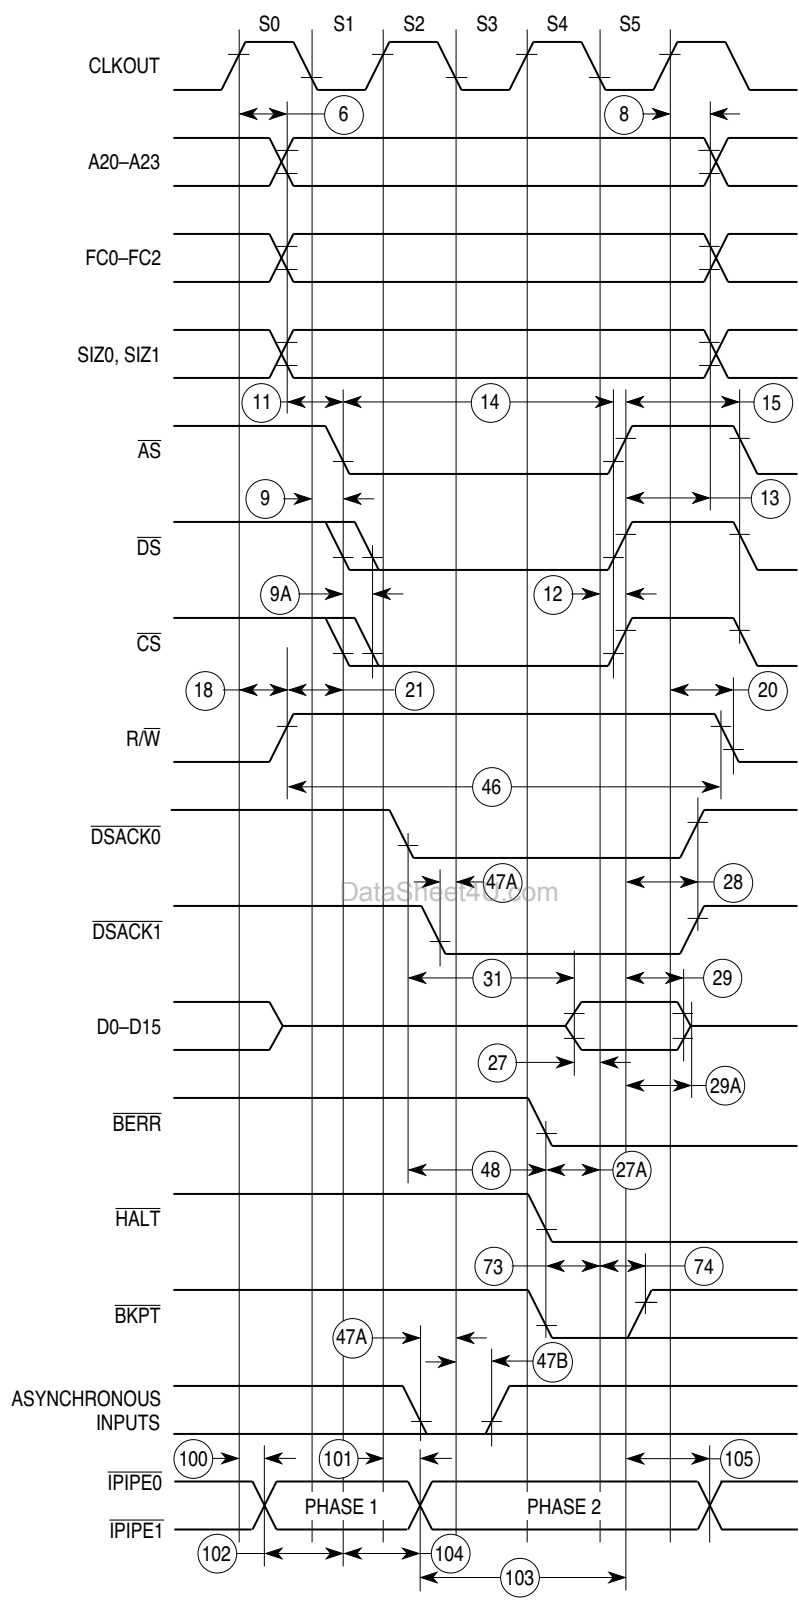 S0 S1 S2 S3 S4 S5
CLKOUT
6 8
A20–A23
FC0–FC2
SIZ0, SIZ1
11 14 15
AS
9 13
DS
9A 12
CS
18 21 20
R/W
46
DSACK0
47A 28
DataSheet4U.com
DSACK1
31 29
D0–D15
27
29A
BERR
48 27A
HALT
73 74
BKPT
47A
47B
ASYNCHRONOUS
INPUTS
100 101 105
IPIPE0
PHASE 1 PHASE 2
IPIPE1
102 104
103